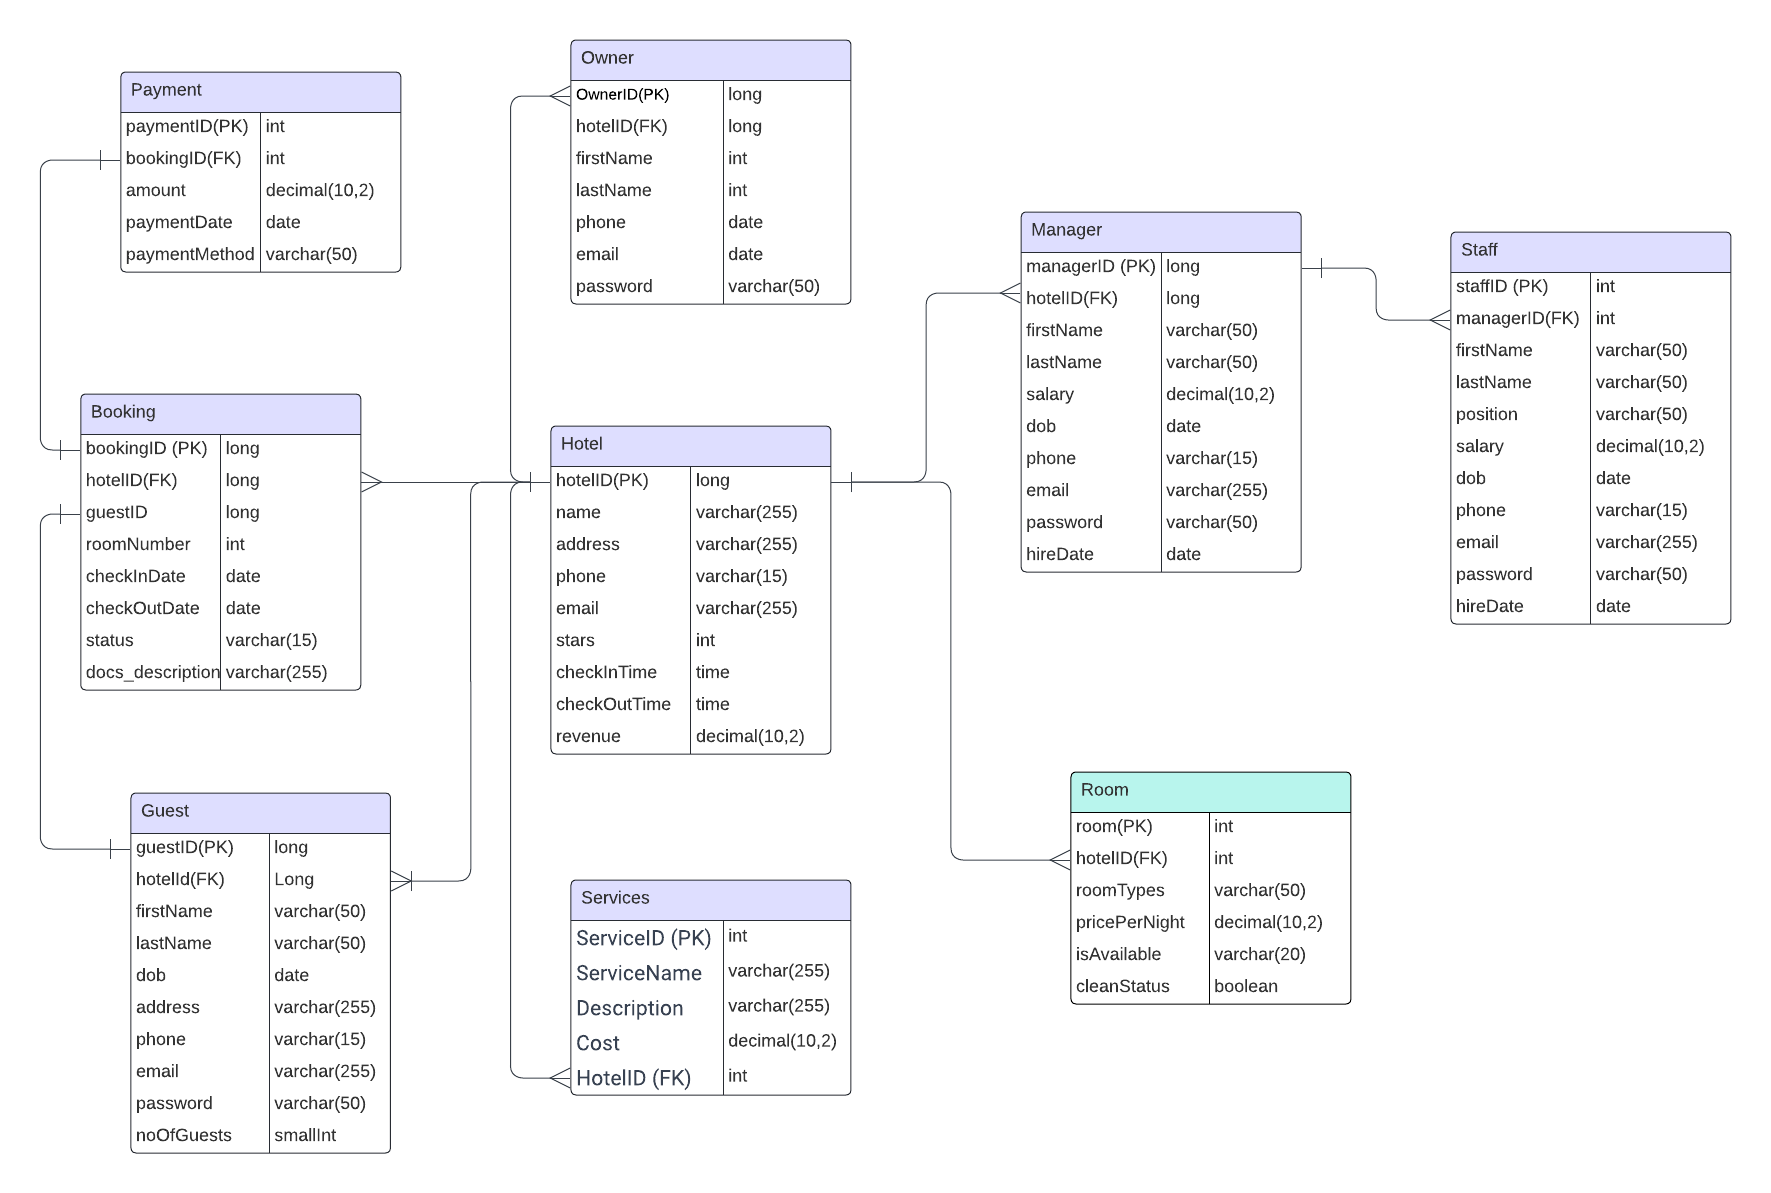 Payment
paymentID(PK) int
bookingID(FK) int
amount decimal(10,2)
paymentDate date
paymentMethod varchar(50)
Owner
OwnerID(PK) long
hotelID(FK) long
firstName int
lastName int
phone date
email date
password varchar(50)
Manager
managerID (PK) long
hotelID(FK) long
firstName varchar(50)
lastName varchar(50)
salary decimal(10,2)
dob date
phone varchar(15)
email varchar(255)
password varchar(50)
hireDate date
Staff
staffID (PK) int
managerID(FK) int
firstName varchar(50)
lastName varchar(50)
position varchar(50)
salary decimal(10,2)
dob date
phone varchar(15)
email varchar(255)
password varchar(50)
hireDate date
Booking
bookingID (PK) long
hotelID(FK) long
guestID long
roomNumber int
checkInDate date
checkOutDate date
status varchar(15)
docs_description varchar(255)
Hotel
hotelID(PK) long
name varchar(255)
address varchar(255)
phone varchar(15)
email varchar(255)
stars int
checkInTime time
checkOutTime time
revenue decimal(10,2)
Guest
guestID(PK) long
hotelId(FK) Long
firstName varchar(50)
lastName varchar(50)
dob date
address varchar(255)
phone varchar(15)
email varchar(255)
password varchar(50)
noOfGuests smallInt
Services
ServiceID (PK) int
ServiceName varchar(255)
Description varchar(255)
Cost decimal(10,2)
HotelID (FK) int
Room
room(PK) int
hotelID(FK) int
roomTypes varchar(50)
pricePerNight decimal(10,2)
isAvailable varchar(20)
cleanStatus boolean